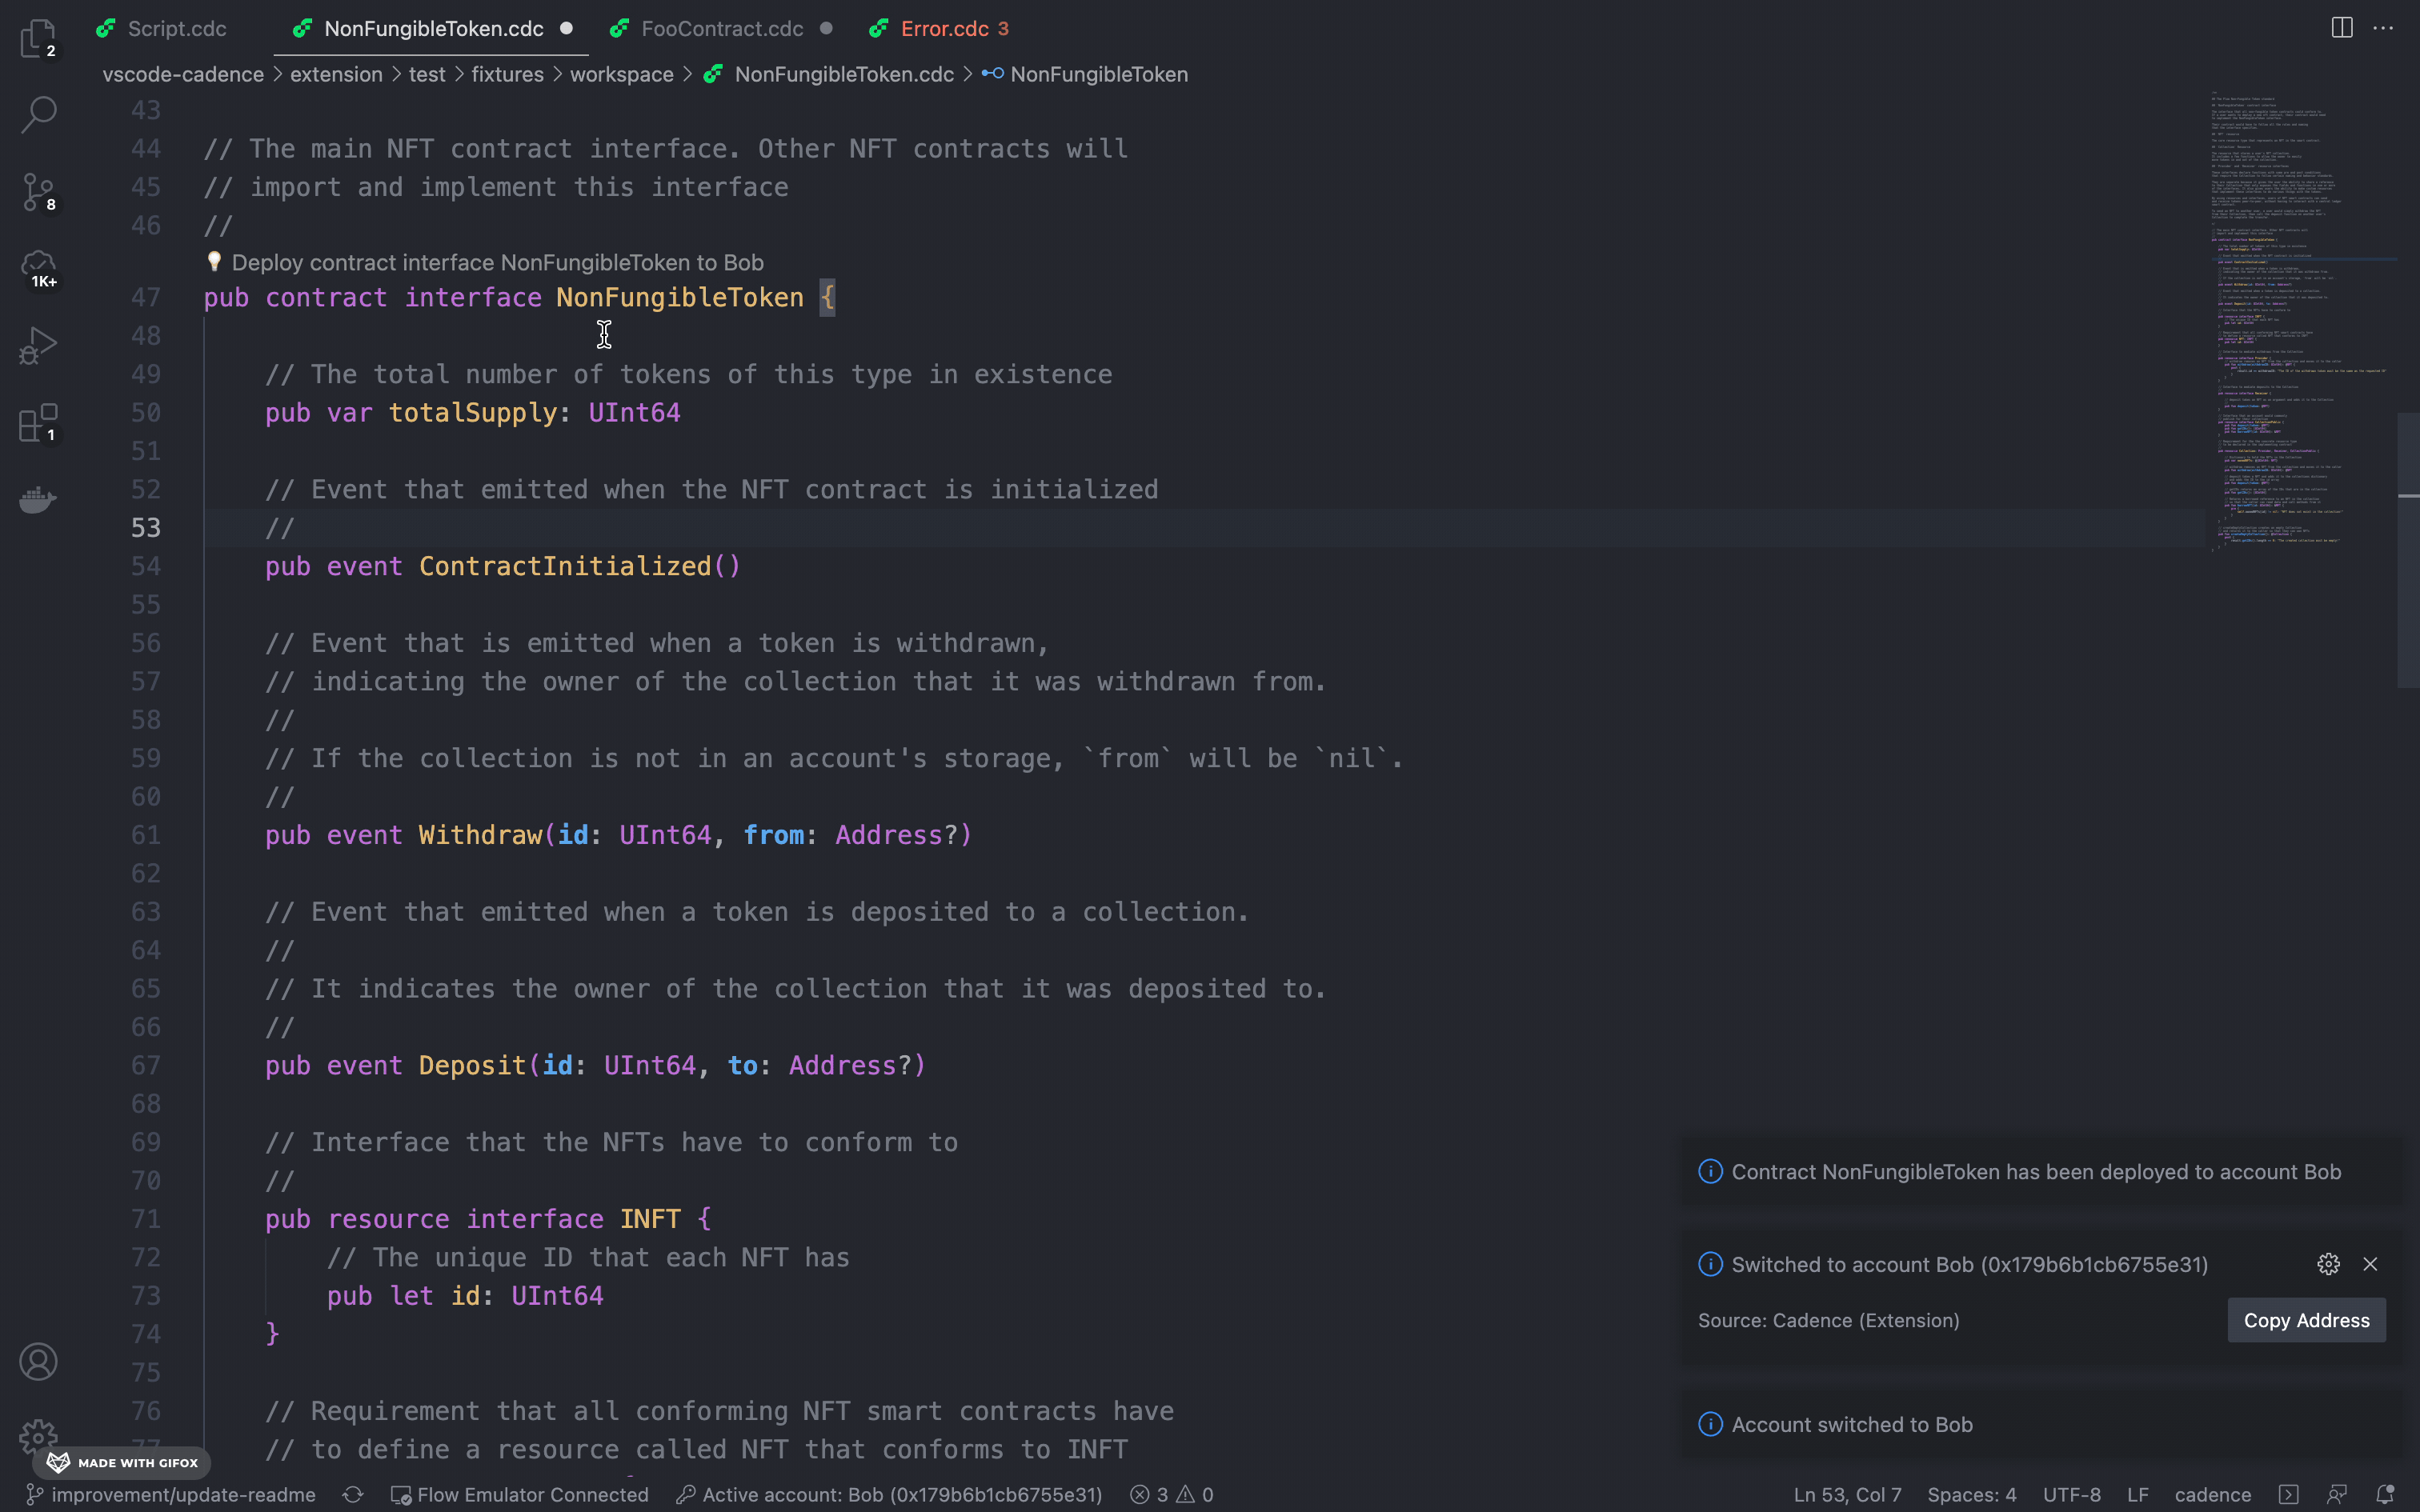 Script.cdc
NonFungibleToken.cdc
FooContract.cdc
Error.cdc 3
2
vscode-cadence > extension > test > fixtures > workspace > NonFungibleToken.cdc > NonFungibleToken
8
1K+
1
43
44 // The main NFT contract interface. Other NFT contracts will
45 // import and implement this interface
46 //
Deploy contract interface NonFungibleToken to Bob
47 pub contract interface NonFungibleToken {
48
49 // The total number of tokens of this type in existence
50 pub var totalSupply: UInt64
51
52 // Event that emitted when the NFT contract is initialized
53 //
54 pub event ContractInitialized()
55
56 // Event that is emitted when a token is withdrawn,
57 // indicating the owner of the collection that it was withdrawn from.
58 //
59 // If the collection is not in an account's storage, `from` will be `nil`.
60 //
61 pub event Withdraw(id: UInt64, from: Address?)
62
63 // Event that emitted when a token is deposited to a collection.
64 //
65 // It indicates the owner of the collection that it was deposited to.
66 //
67 pub event Deposit(id: UInt64, to: Address?)
68
69 // Interface that the NFTs have to conform to
70 //
71 pub resource interface INFT {
72 // The unique ID that each NFT has
73 pub let id: UInt64
74 }
75
76 // Requirement that all conforming NFT smart contracts have
77 // to define a resource called NFT that conforms to INFT
Contract NonFungibleToken has been deployed to account Bob
Switched to account Bob (0x179b6b1cb6755e31)
Source: Cadence (Extension)
Copy Address
Account switched to Bob
MADE WITH GIFOX
improvement/update-readme
Flow Emulator Connected
Active account: Bob (0x179b6b1cb6755e31)
3 0
Ln 53, Col 7
Spaces: 4
UTF-8
LF
cadence